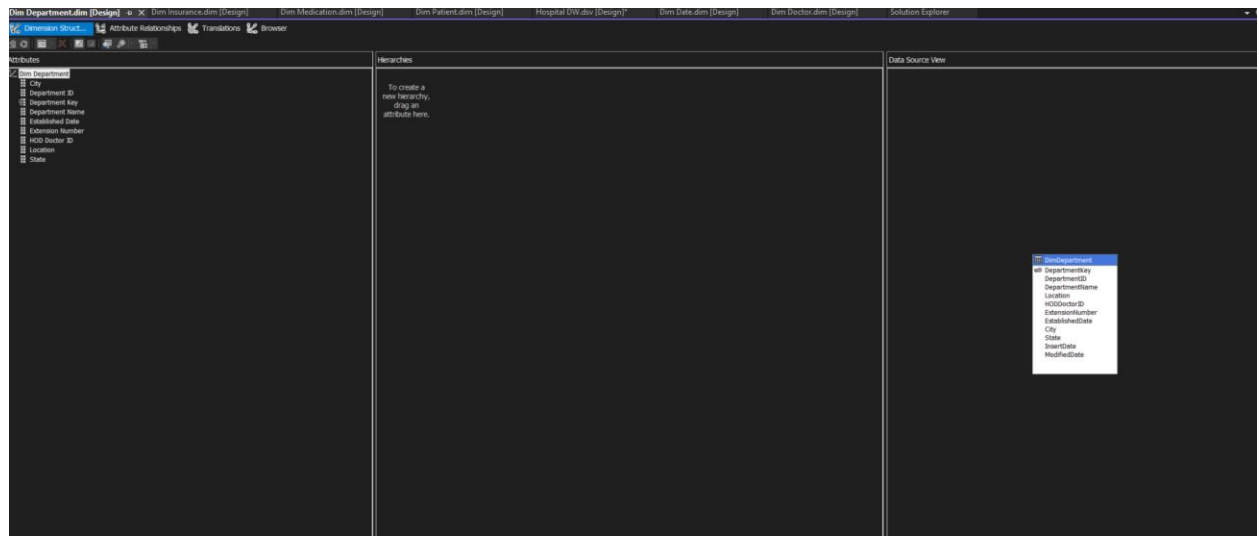 Dim Department.dim [Design] Dim Insurance.dim [Design] Dim Medication.dim [Design] Dim Patient.dim [Design] Hospital DW.dsv [Design]* Dim Date.dim [Design] Dim Doctor.dim [Design] Solution Explorer
Dimension Struct... Attribute Relationships Translations Browser
Attributes
Dim Department
City
Department ID
Department Key
Department Name
Established Date
Extension Number
HOD Doctor ID
Location
State
Hierarchies
To create a
new hierarchy,
drag an
attribute here.
Data Source View
DimDepartment
DepartmentKey
DepartmentID
DepartmentName
Location
HODDoctorID
ExtensionNumber
EstablishedDate
City
State
InsertDate
ModifiedDate